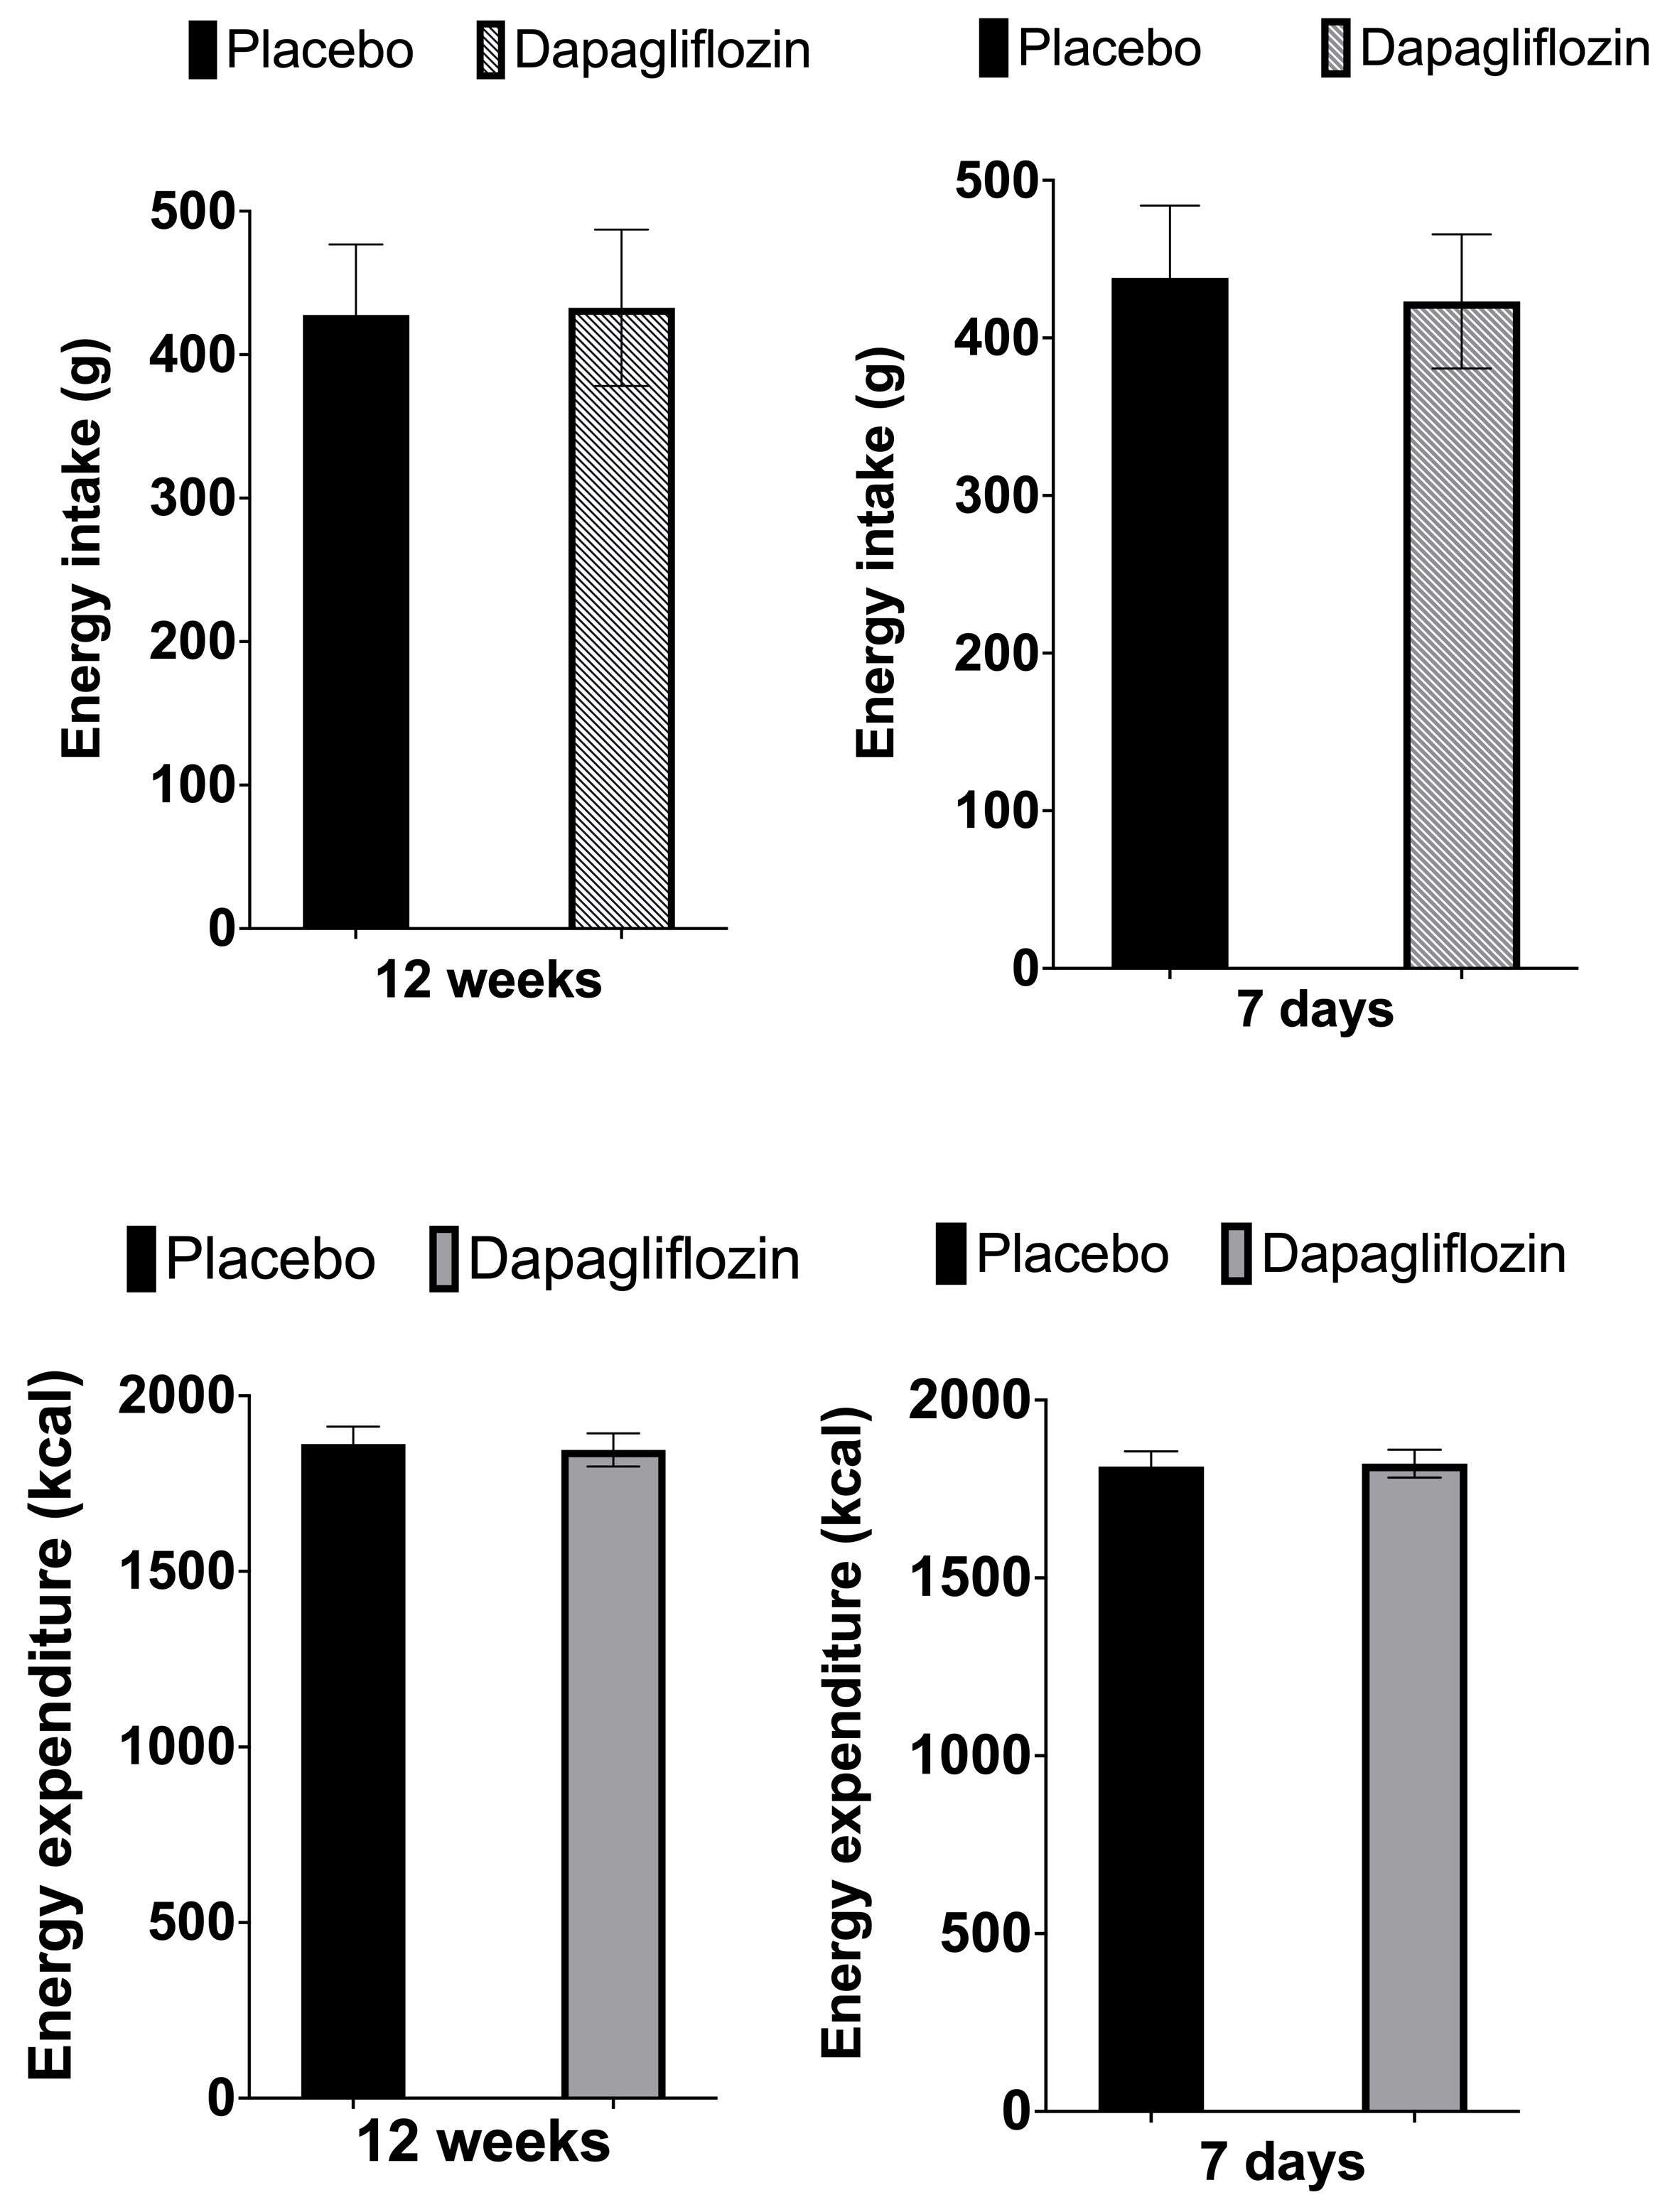 Placebo Dapagliflozin
Energy intake (g)
500
400
300
200
100
0
12 weeks
Placebo Dapagliflozin
Energy intake (g)
500
400
300
200
100
0
7 days
Placebo Dapagliflozin
Energy expenditure (kcal)
2000
1500
1000
500
0
12 weeks
Placebo Dapagliflozin
Energy expenditure (kcal)
2000
1500
1000
500
0
7 days